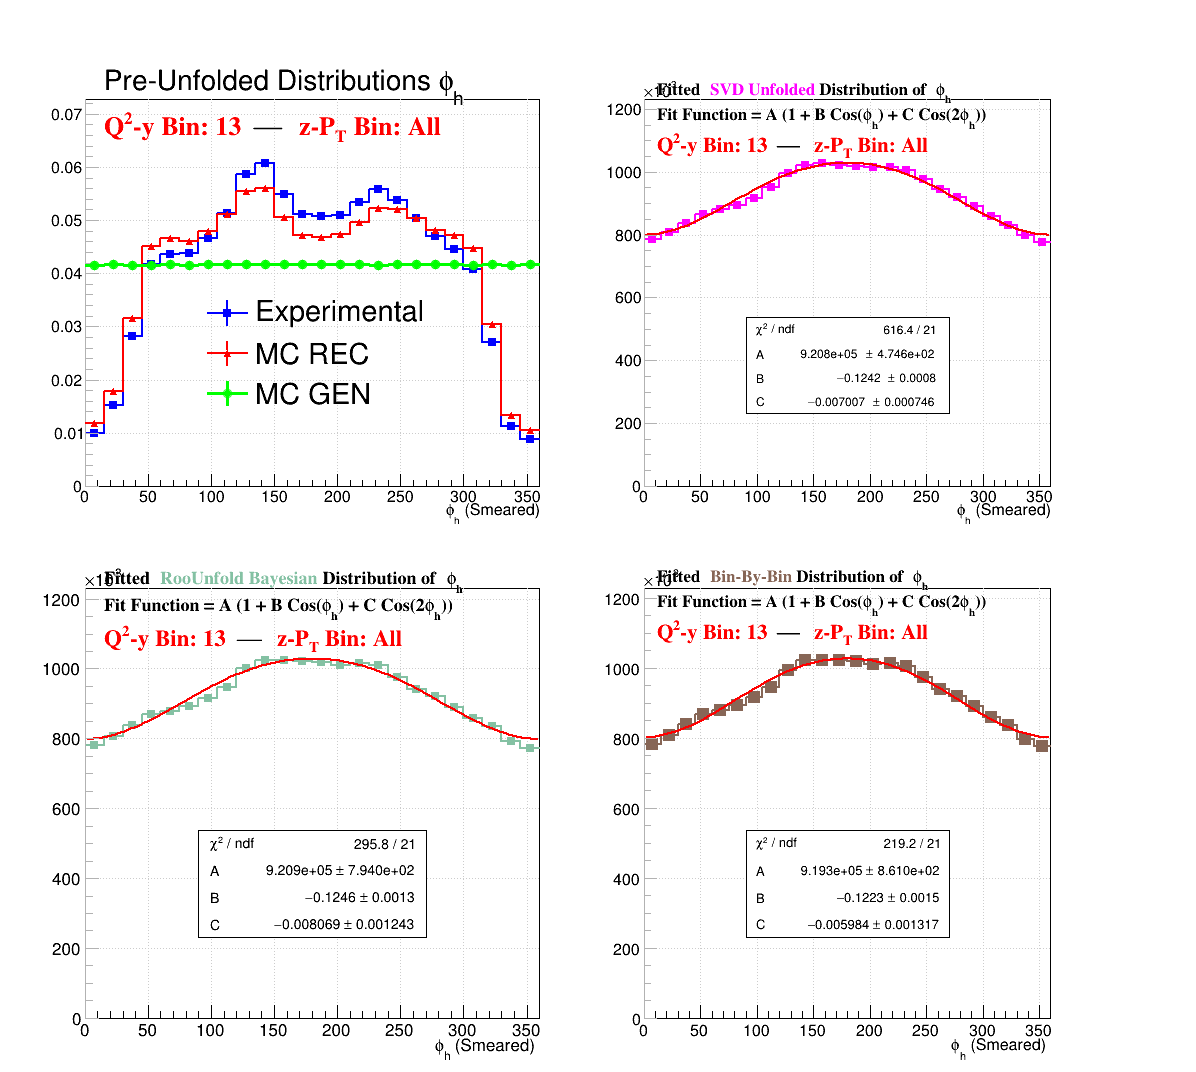 Pre-Unfolded Distributions ϕh
Q²-y Bin: 13 — z-PT Bin: All
0.07
0.06
0.05
0.04
0.03
0.02
0.01
0
Experimental
MC REC
MC GEN
0 50 100 150 200 250 300 350
ϕh (Smeared)
Fitted SVD Unfolded Distribution of ϕh
Fit Function = A (1 + B Cos(ϕh) + C Cos(2ϕh))
Q²-y Bin: 13 — z-PT Bin: All
1200
1000
800
600
400
200
0
χ² / ndf 616.4 / 21
A 9.208e+05 ± 4.746e+02
B −0.1242 ± 0.0008
C −0.007007 ± 0.000746
0 50 100 150 200 250 300 350
ϕh (Smeared)
Fitted RooUnfold Bayesian Distribution of ϕh
Fit Function = A (1 + B Cos(ϕh) + C Cos(2ϕh))
Q²-y Bin: 13 — z-PT Bin: All
1200
1000
800
600
400
200
0
χ² / ndf 295.8 / 21
A 9.209e+05 ± 7.940e+02
B −0.1246 ± 0.0013
C −0.008069 ± 0.001243
0 50 100 150 200 250 300 350
ϕh (Smeared)
Fitted Bin-By-Bin Distribution of ϕh
Fit Function = A (1 + B Cos(ϕh) + C Cos(2ϕh))
Q²-y Bin: 13 — z-PT Bin: All
1200
1000
800
600
400
200
0
χ² / ndf 219.2 / 21
A 9.193e+05 ± 8.610e+02
B −0.1223 ± 0.0015
C −0.005984 ± 0.001317
0 50 100 150 200 250 300 350
ϕh (Smeared)